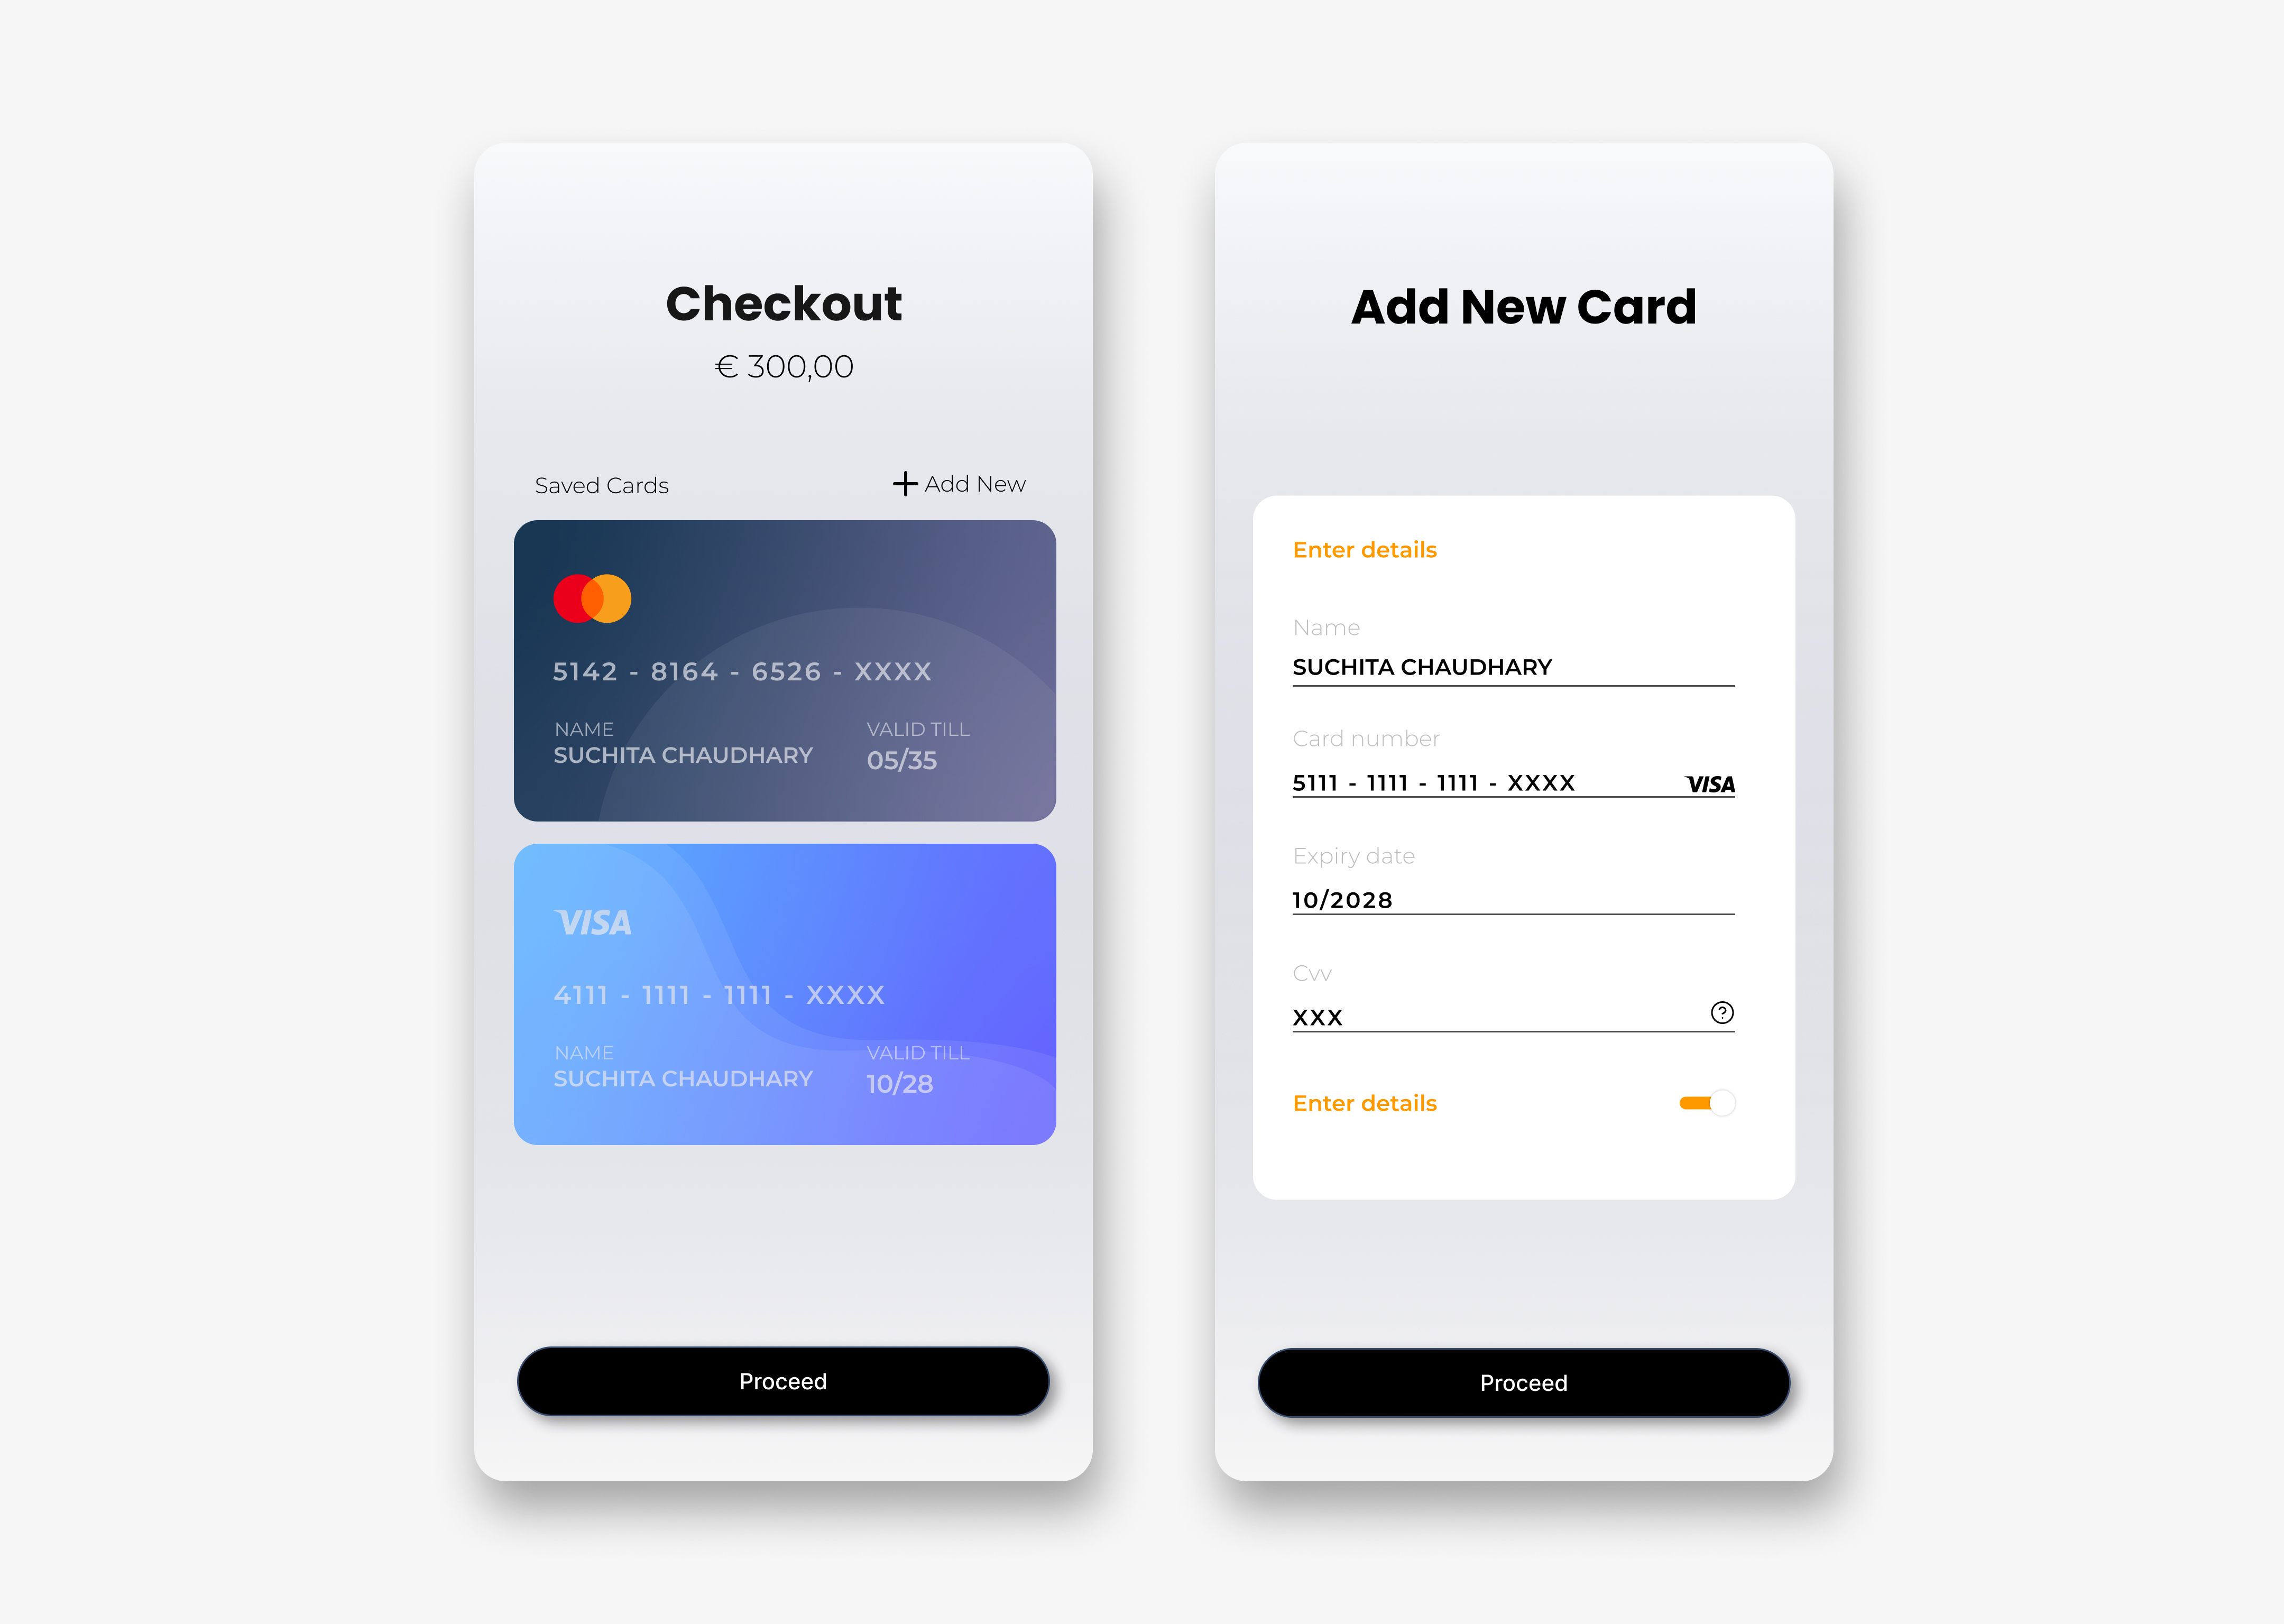 Checkout
€ 300,00
Saved Cards
Add New
5142 - 8164 - 6526 - XXXX
NAME
SUCHITA CHAUDHARY
VALID TILL
05/35
VISA
4111 - 1111 - 1111 - XXXX
NAME
SUCHITA CHAUDHARY
VALID TILL
10/28
Proceed
Add New Card
Enter details
Name
SUCHITA CHAUDHARY
Card number
5111 - 1111 - 1111 - XXXX VISA
Expiry date
10/2028
Cvv
XXX ?
Enter details
Proceed